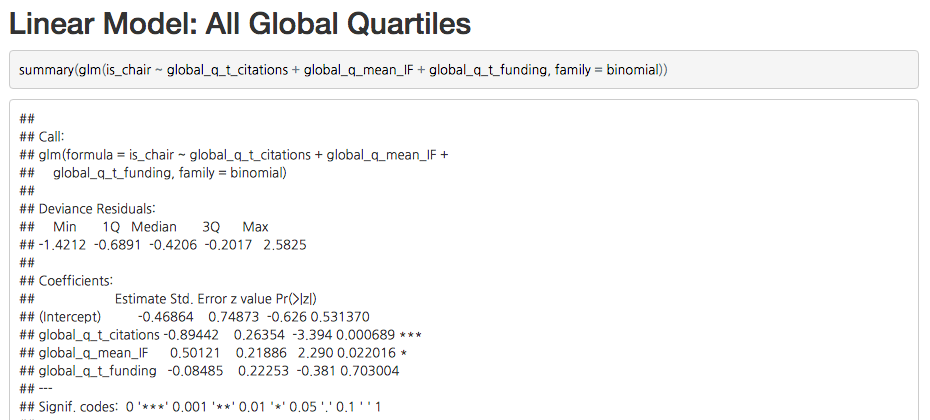 Linear Model: All Global Quartiles
summary(glm(is_chair ~ global_q_t_citations + global_q_mean_IF + global_q_t_funding, family = binomial))
##
## Call:
## glm(formula = is_chair ~ global_q_t_citations + global_q_mean_IF +
##     global_q_t_funding, family = binomial)
##
## Deviance Residuals:
##     Min       1Q   Median       3Q      Max
## -1.4212  -0.6891  -0.4206  -0.2017   2.5825
##
## Coefficients:
##                      Estimate Std. Error z value Pr(>|z|)
## (Intercept)          -0.46864    0.74873  -0.626 0.531370
## global_q_t_citations -0.89442    0.26354  -3.394 0.000689 ***
## global_q_mean_IF      0.50121    0.21886   2.290 0.022016 *
## global_q_t_funding   -0.08485    0.22253  -0.381 0.703004
## ---
## Signif. codes:  0 '***' 0.001 '**' 0.01 '*' 0.05 '.' 0.1 ' ' 1